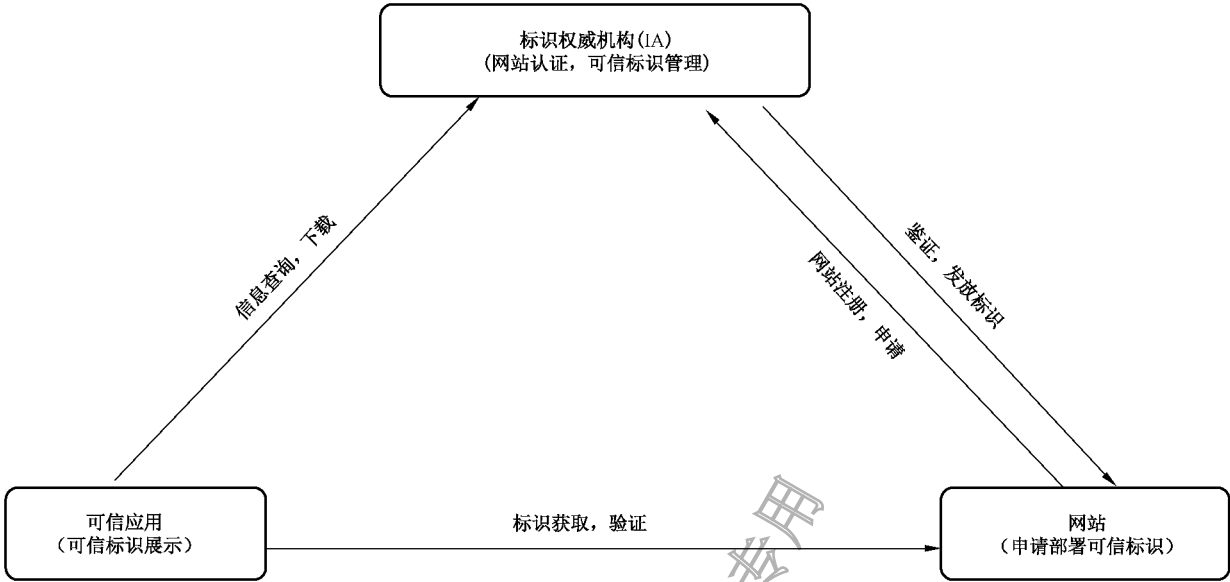 标识权威机构(IA)
(网站认证，可信标识管理)
信息查询，下载
鉴证，发放标识
网站注册，申请
可信应用
（可信标识展示）
标识获取，验证
网站
（申请部署可信标识）
专用